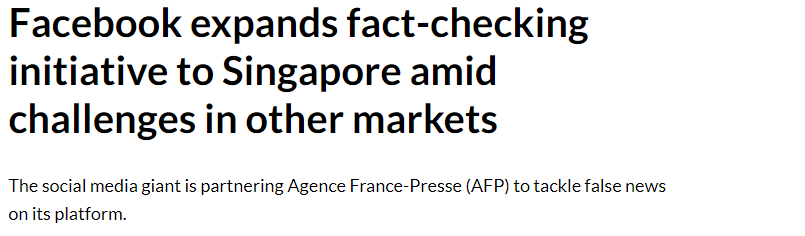 Facebook expands fact-checking
initiative to Singapore amid
challenges in other markets
The social media giant is partnering Agence France-Presse (AFP) to tackle false news
on its platform.